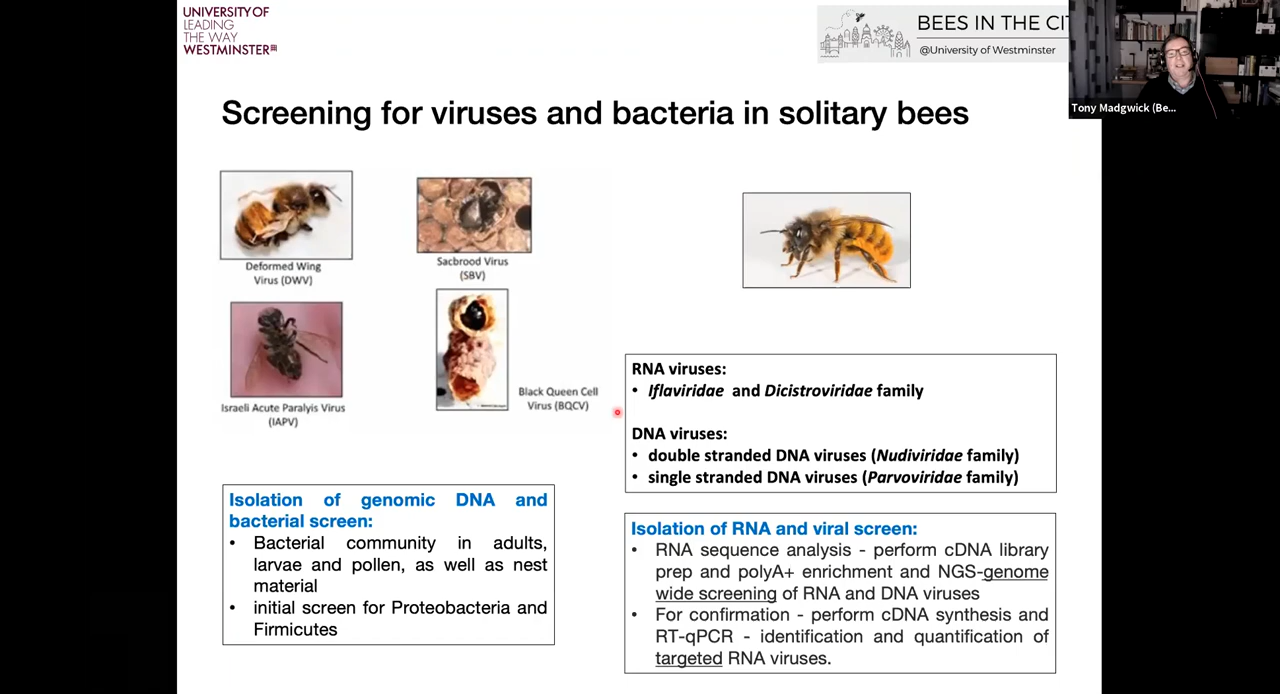 UNIVERSITY OF
LEADING
THE WAY
WESTMINSTER
BEES IN THE CIT
@University of Westminster
Tony Madgwick (Be...
Screening for viruses and bacteria in solitary bees
Deformed Wing
Virus (DWV)
Sacbrood Virus
(SBV)
Israeli Acute Paralyis Virus
(IAPV)
Black Queen Cell
Virus (BQCV)
RNA viruses:
• Iflaviridae and Dicistroviridae family
DNA viruses:
• double stranded DNA viruses (Nudiviridae family)
• single stranded DNA viruses (Parvoviridae family)
Isolation of genomic DNA and
bacterial screen:
• Bacterial community in adults,
larvae and pollen, as well as nest
material
• initial screen for Proteobacteria and
Firmicutes
Isolation of RNA and viral screen:
• RNA sequence analysis - perform cDNA library
prep and polyA+ enrichment and NGS-genome
wide screening of RNA and DNA viruses
• For confirmation - perform cDNA synthesis and
RT-qPCR - identification and quantification of
targeted RNA viruses.